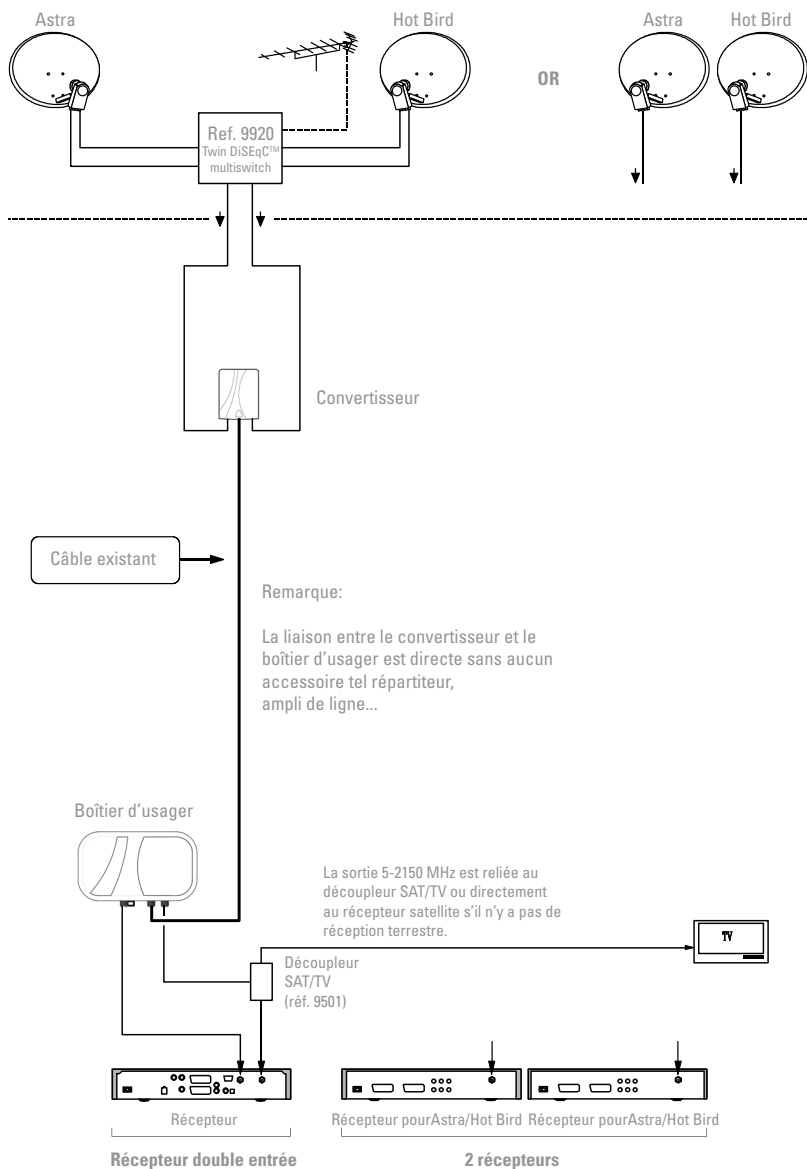 Astra
Hot Bird
Astra
Hot Bird
OR
Ref. 9920
Twin DiSEqC™
multiswitch
Convertisseur
Câble existant
Remarque:
La liaison entre le convertisseur et le
boîtier d’usager est directe sans aucun
accessoire tel répartiteur,
ampli de ligne...
Boîtier d’usager
La sortie 5-2150 MHz est reliée au
découpleur SAT/TV ou directement
au récepteur satellite s’il n’y a pas de
réception terrestre.
TV
Découpleur
SAT/TV
(réf. 9501)
Récepteur
Récepteur pourAstra/Hot Bird
Récepteur pourAstra/Hot Bird
Récepteur double entrée
2 récepteurs